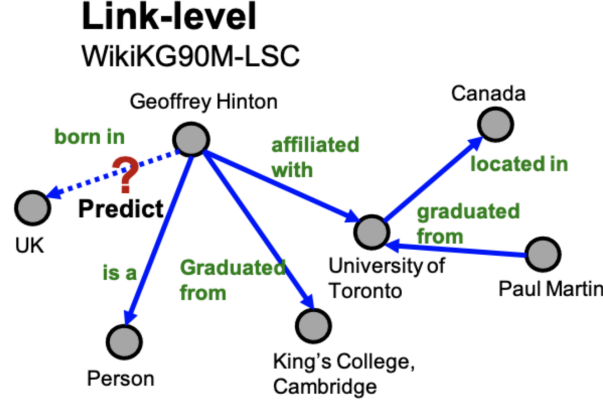 Link-level
WikiKG90M-LSC
Geoffrey Hinton
Canada
born in
affiliated
with
located in
?
Predict
graduated
from
UK
is a
Graduated
from
University of
Toronto
Paul Martin
Person
King's College,
Cambridge